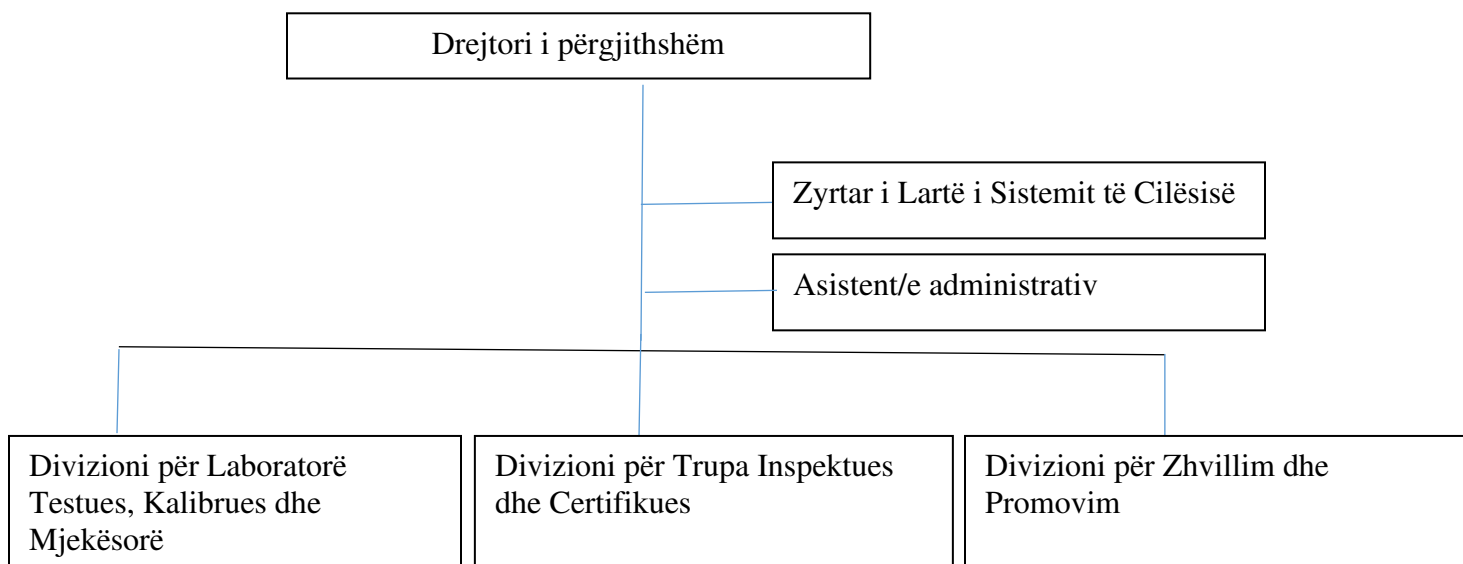 Drejtori i përgjithshëm
Zyrtar i Lartë i Sistemit të Cilësisë
Asistent/e administrativ
Divizioni për Laboratorë
Testues, Kalibrues dhe
Mjekësorë
Divizioni për Trupa Inspektues
dhe Certifikues
Divizioni për Zhvillim dhe
Promovim